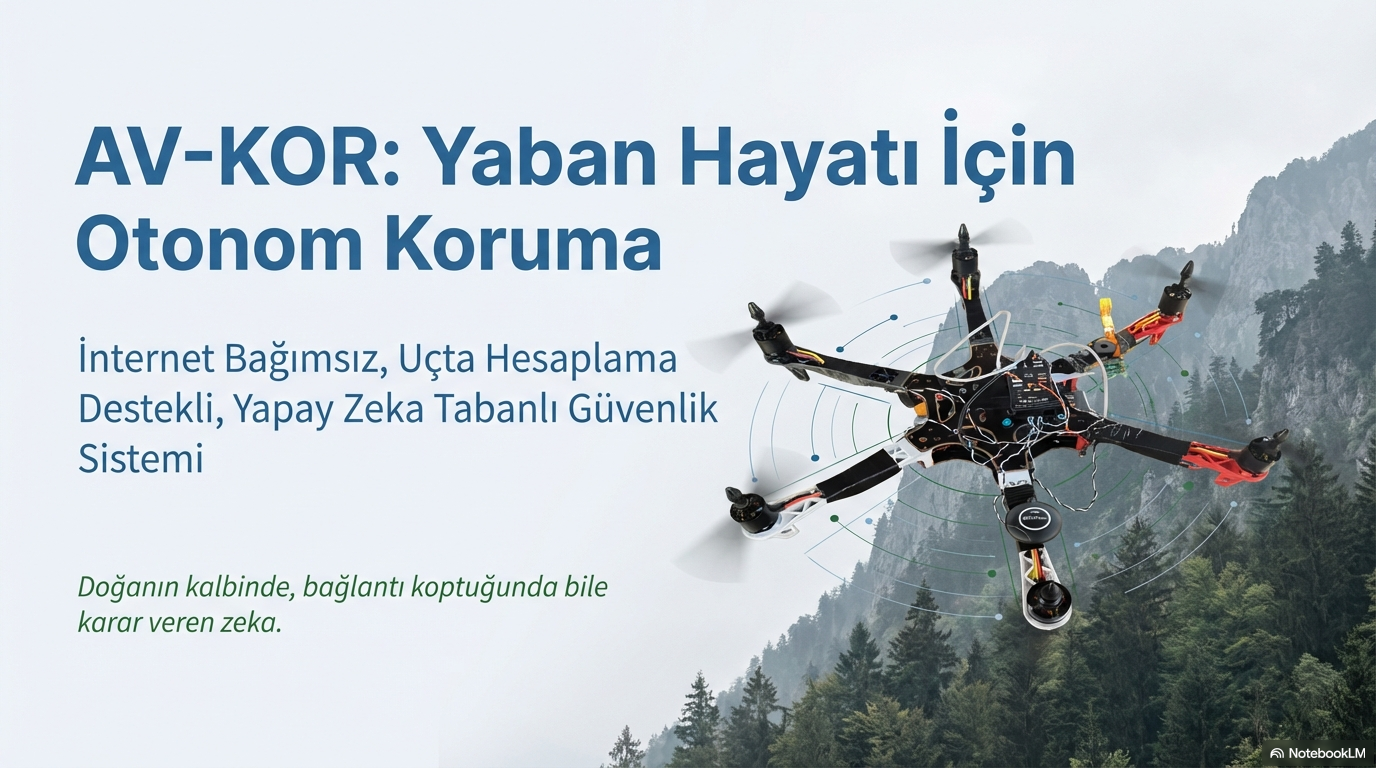 AV-KOR: Yaban Hayatı İçin
Otonom Koruma
İnternet Bağımsız, Uçta Hesaplama
Destekli, Yapay Zeka Tabanlı Güvenlik
Sistemi
Doğanın kalbinde, bağlantı koptuğunda bile
karar veren zeka.
NotebookLM